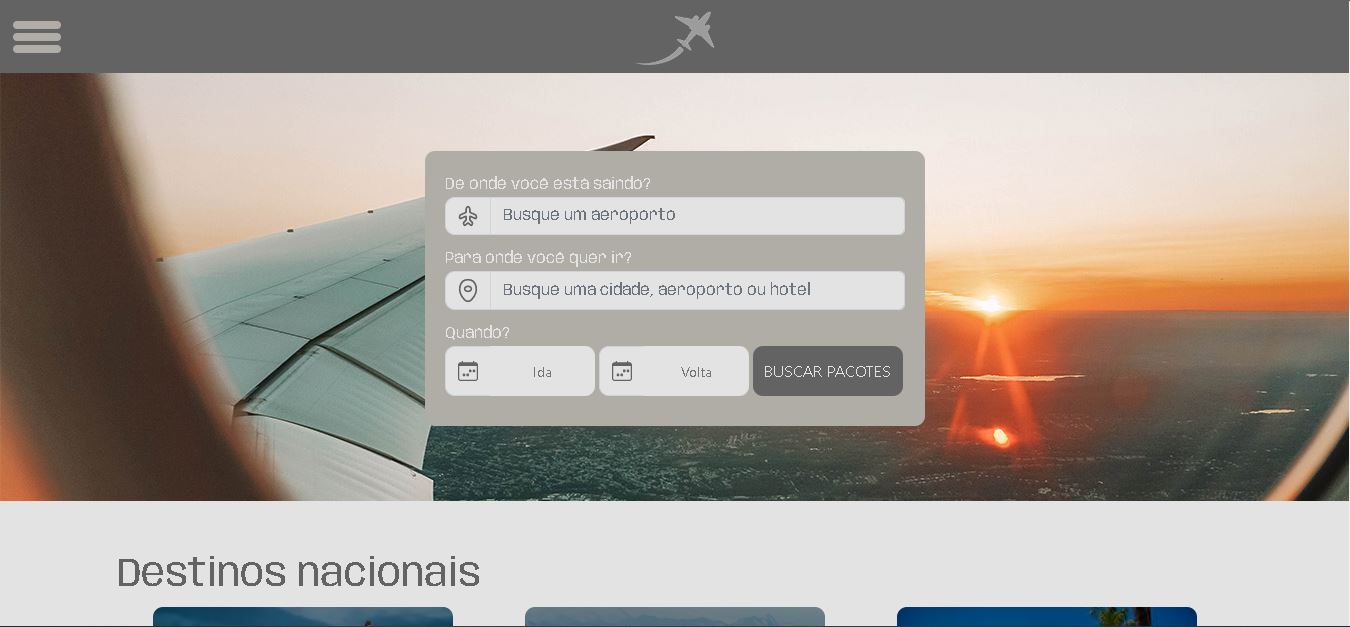 De onde você está saindo?
Busque um aeroporto
Para onde você quer ir?
Busque uma cidade, aeroporto ou hotel
Quando?
Ida Volta BUSCAR PACOTES
Destinos nacionais